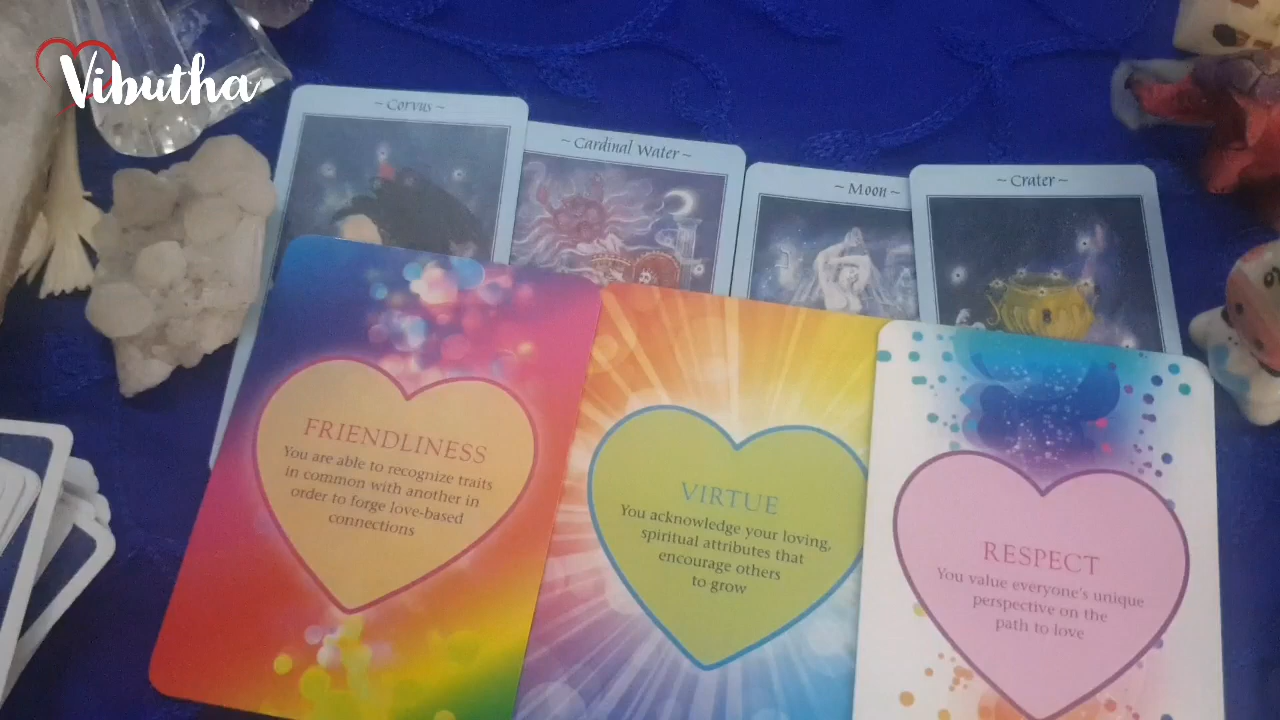 Vibutha
~ Corvus ~
~ Cardinal Water ~
~ Moon ~
~ Crater ~
FRIENDLINESS
You are able to recognize traits
in common with another in
order to forge love-based
connections
VIRTUE
You acknowledge your loving,
spiritual attributes that
encourage others
to grow
RESPECT
You value everyone's unique
perspective on the
path to love